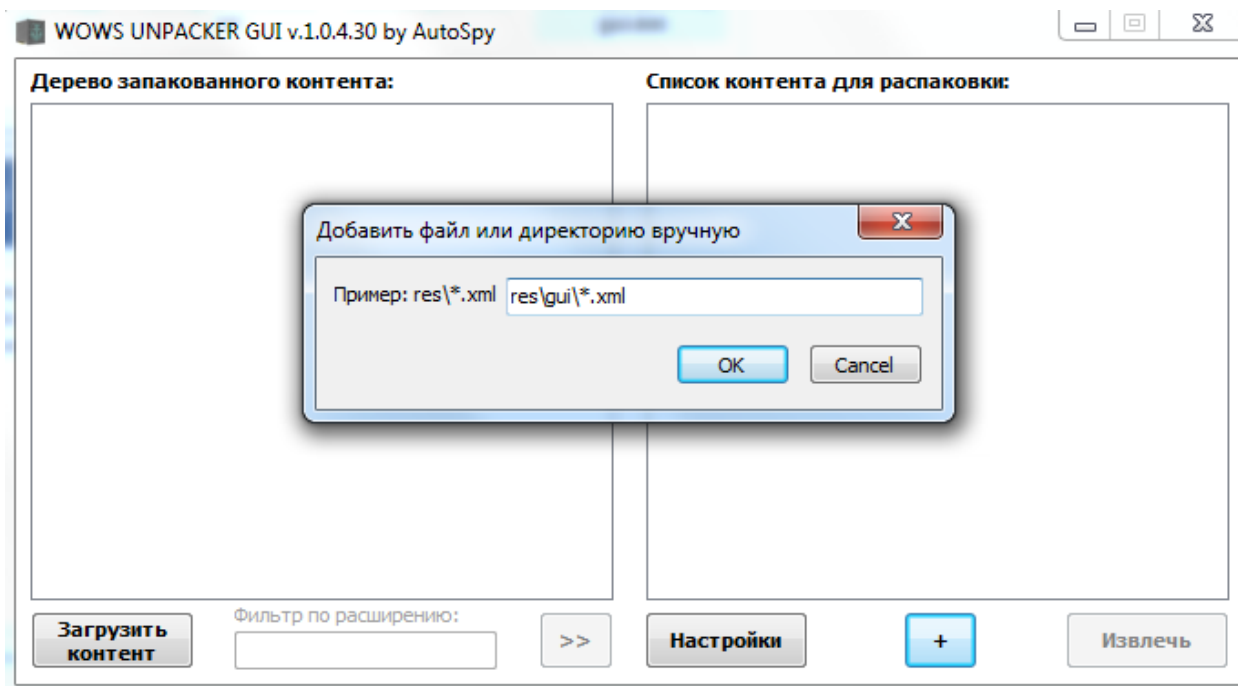 WOWS UNPACKER GUI v.1.0.4.30 by AutoSpy
Дерево запакованного контента:
Список контента для распаковки:
Добавить файл или директорию вручную
Пример: res\*.xml
res\gui\*.xml
OK
Cancel
Загрузить
контент
Фильтр по расширению:
>>
Настройки
+
Извлечь